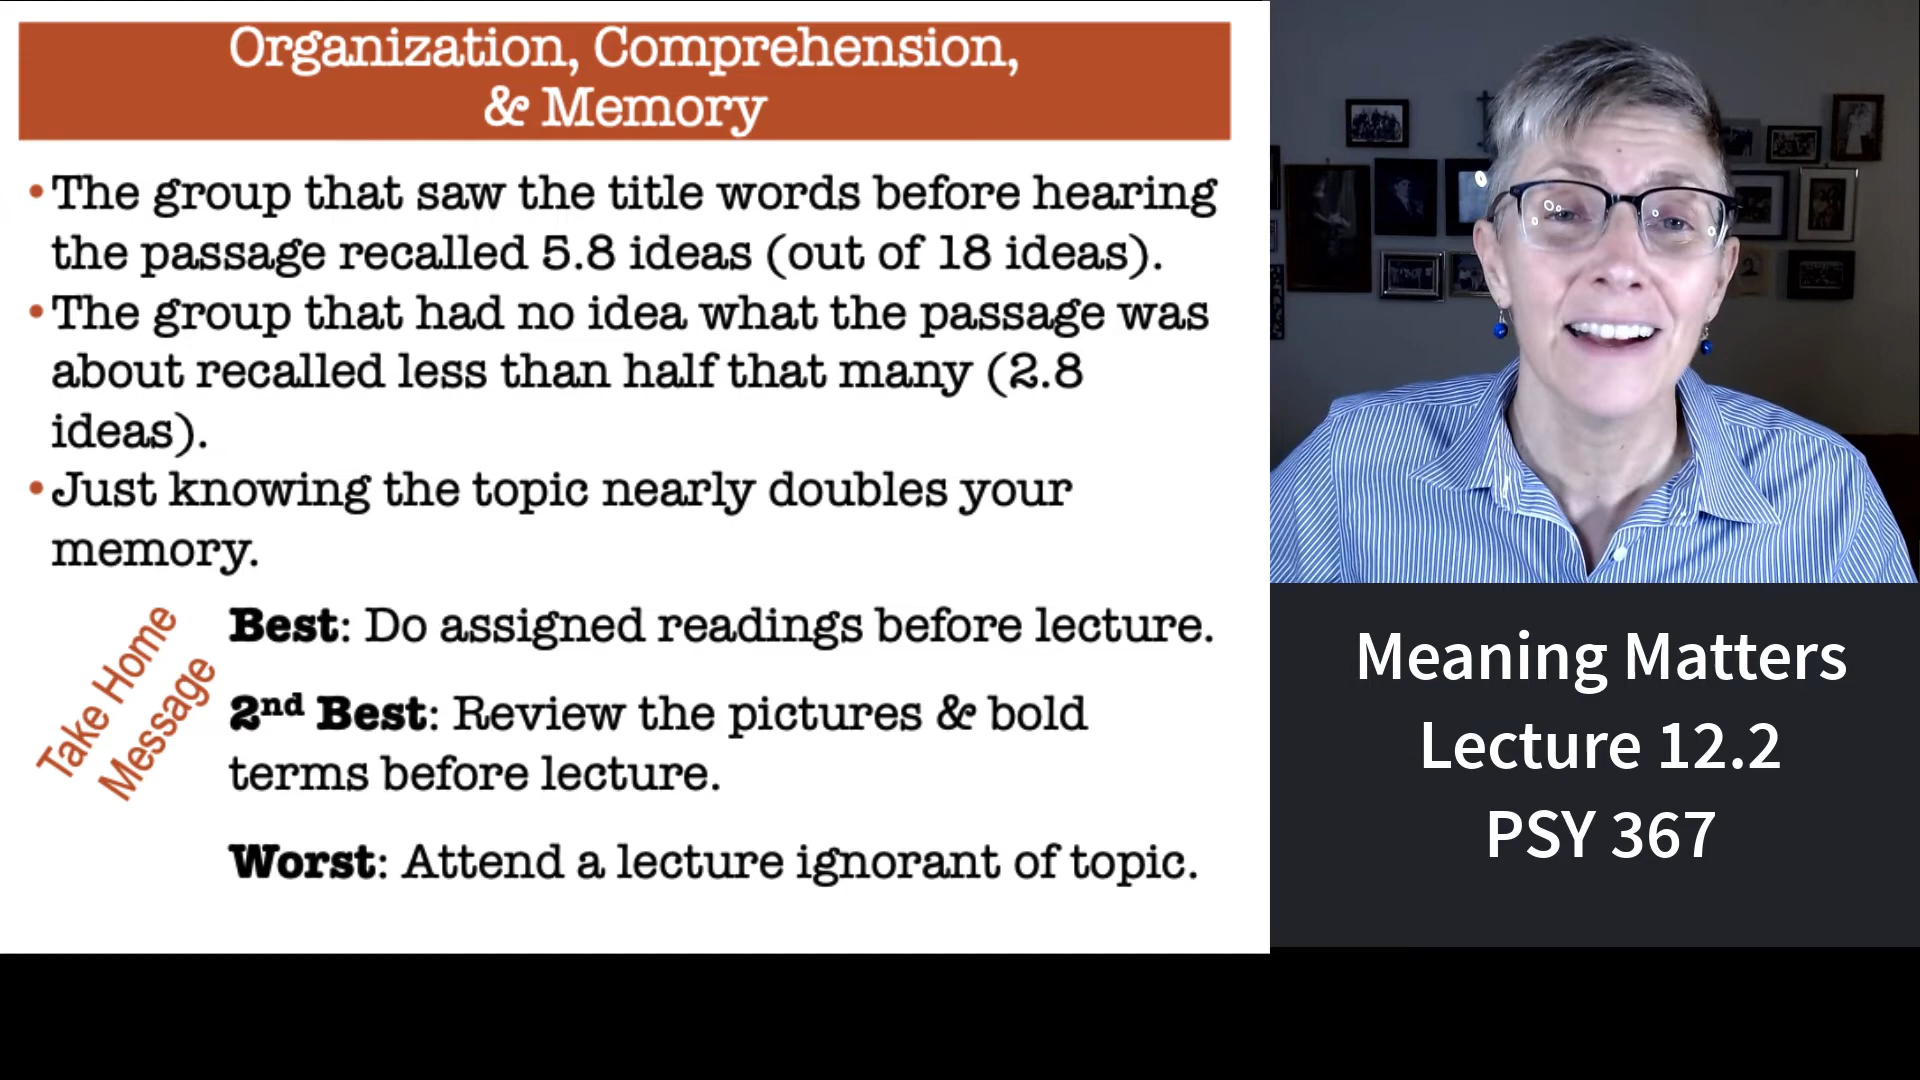 Organization, Comprehension,
& Memory
•The group that saw the title words before hearing
the passage recalled 5.8 ideas (out of 18 ideas).
•The group that had no idea what the passage was
about recalled less than half that many (2.8
ideas).
•Just knowing the topic nearly doubles your
memory.
Take Home
Message
Best: Do assigned readings before lecture.
2nd Best: Review the pictures & bold
terms before lecture.
Worst: Attend a lecture ignorant of topic.
Meaning Matters
Lecture 12.2
PSY 367